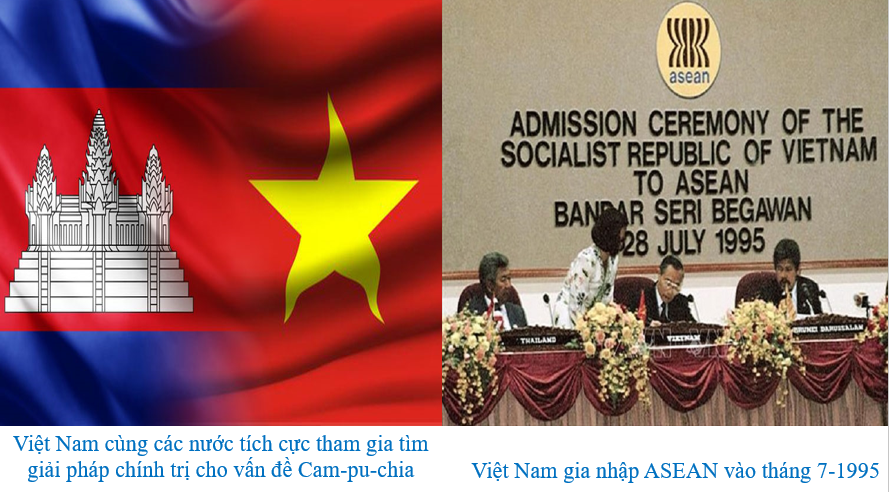 asean
ADMISSION CEREMONY OF THE
SOCIALIST REPUBLIC OF VIETNAM
TO ASEAN
BANDAR SERI BEGAWAN
28 JULY 1995
THAILAND
VIETNAM
BRUNEI DARUSSALAM
Việt Nam cùng các nước tích cực tham gia tìm
giải pháp chính trị cho vấn đề Cam-pu-chia
Việt Nam gia nhập ASEAN vào tháng 7-1995